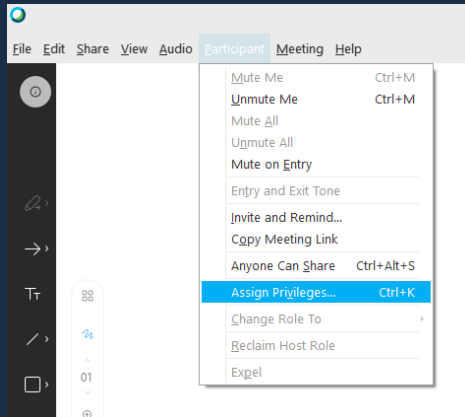 File Edit Share View Audio Participant Meeting Help
Mute Me Ctrl+M
Unmute Me Ctrl+M
Mute All
Unmute All
Mute on Entry
Entry and Exit Tone
Invite and Remind...
Copy Meeting Link
Anyone Can Share Ctrl+Alt+S
Assign Privileges... Ctrl+K
Change Role To
Reclaim Host Role
Expel
TT
01